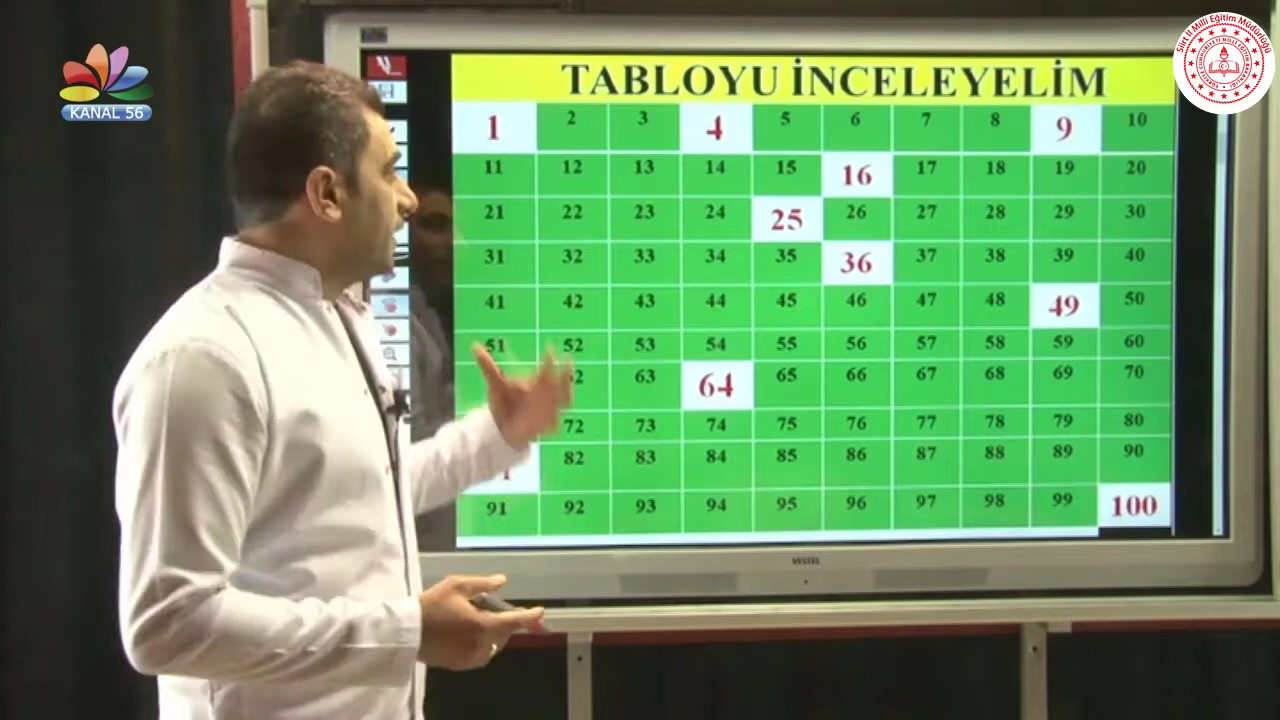 KANAL 56
Siirt İl Millî Eğitim Müdürlüğü
TABLOYU İNCELEYELİM
1 2 3 4 5 6 7 8 9 10
11 12 13 14 15 16 17 18 19 20
21 22 23 24 25 26 27 28 29 30
31 32 33 34 35 36 37 38 39 40
41 42 43 44 45 46 47 48 49 50
51 52 53 54 55 56 57 58 59 60
63 64 65 66 67 68 69 70
72 73 74 75 76 77 78 79 80
82 83 84 85 86 87 88 89 90
91 92 93 94 95 96 97 98 99 100
VESTEL